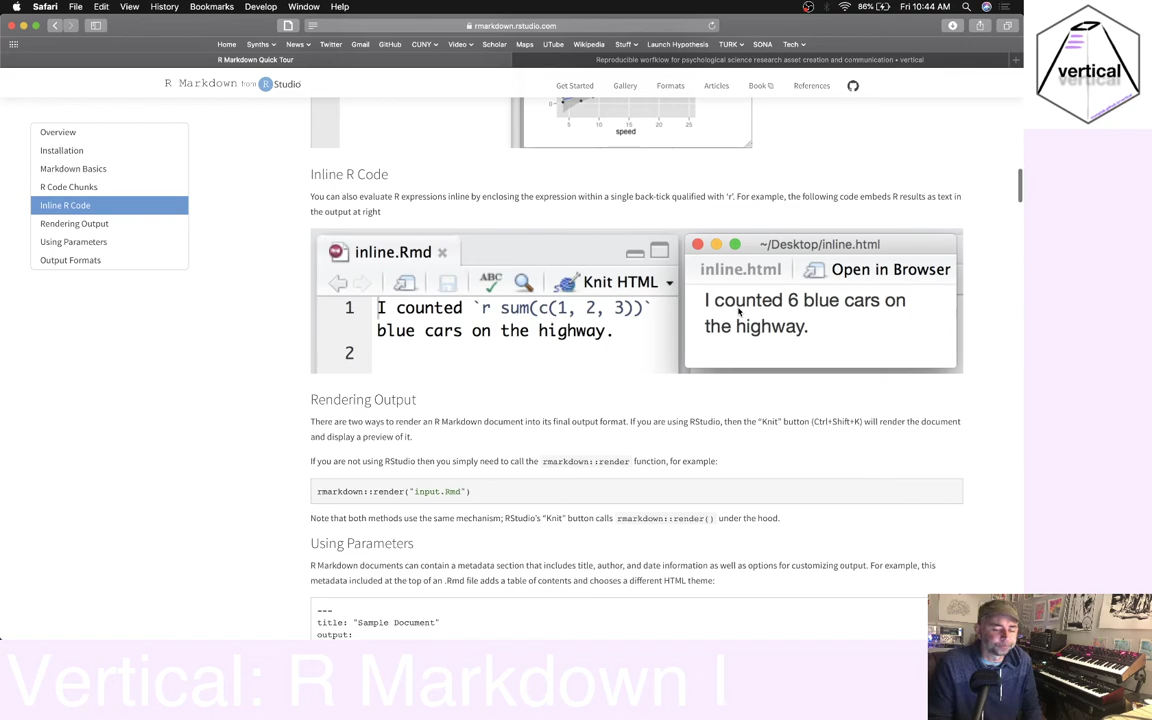 Safari File Edit View History Bookmarks Develop Window Help
86% Fri 10:44 AM
rmarkdown.rstudio.com
Home Synths News Twitter Gmail GitHub CUNY Video Scholar Maps UTube Wikipedia Stuff Launch Hypothesis TURK SONA Tech
R Markdown Quick Tour
Reproducible worfklow for psychological science research asset creation and communication • vertical
R Markdown from R Studio
Get Started Gallery Formats Articles Book References
Overview
Installation
Markdown Basics
R Code Chunks
Inline R Code
Rendering Output
Using Parameters
Output Formats
0
5 10 15 20 25
speed
Inline R Code
You can also evaluate R expressions inline by enclosing the expression within a single back-tick qualified with 'r'. For example, the following code embeds R results as text in
the output at right
inline.Rmd
ABC Knit HTML
1 I counted `r sum(c(1, 2, 3))`
blue cars on the highway.
2
~/Desktop/inline.html
inline.html Open in Browser
I counted 6 blue cars on
the highway.
Rendering Output
There are two ways to render an R Markdown document into its final output format. If you are using RStudio, then the “Knit” button (Ctrl+Shift+K) will render the document
and display a preview of it.
If you are not using RStudio then you simply need to call the rmarkdown::render function, for example:
rmarkdown::render("input.Rmd")
Note that both methods use the same mechanism; RStudio’s “Knit” button calls rmarkdown::render() under the hood.
Using Parameters
R Markdown documents can contain a metadata section that includes title, author, and date information as well as options for customizing output. For example, this
metadata included at the top of an .Rmd file adds a table of contents and chooses a different HTML theme:
---
title: "Sample Document"
output:
vertical
Vertical: R Markdown I